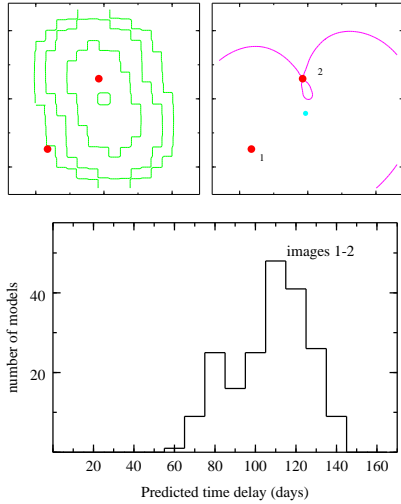 2
1
images 1-2
number of models
40
20
20 40 60 80 100 120 140 160
Predicted time delay (days)